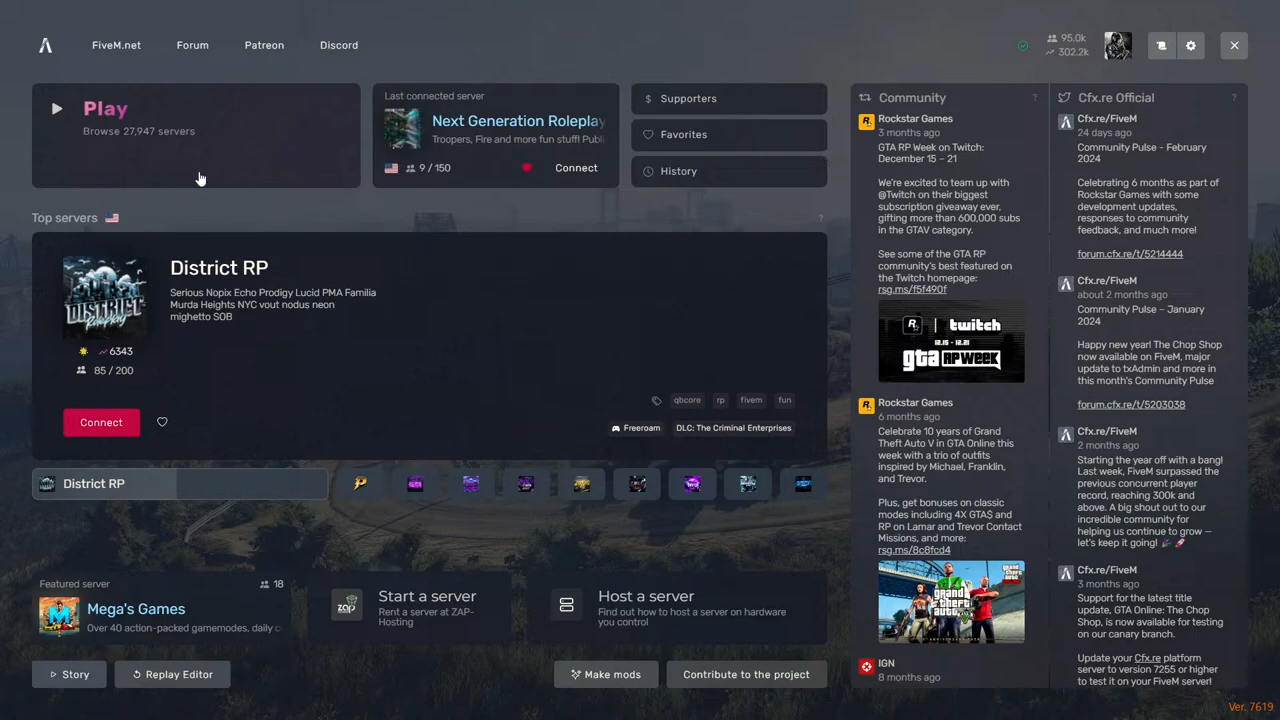 FiveM.net
Forum
Patreon
Discord
95.0k
302.2k
Play
Browse 27,947 servers
Last connected server
Next Generation Roleplay
Troopers, Fire and more fun stuff! Publi
9 / 150
Connect
$ Supporters
Favorites
History
Top servers
?
DISTRICT
Roleplay
District RP
Serious Nopix Echo Prodigy Lucid PMA Familia
Murda Heights NYC vout nodus neon
mighetto SOB
6343
85 / 200
Connect
qbcore
rp
fivem
fun
Freeroam
DLC: The Criminal Enterprises
District RP
Featured server
18
Mega's Games
Over 40 action-packed gamemodes, daily c
ZAP
Start a server
Rent a server at ZAP-
Hosting
Host a server
Find out how to host a server on hardware
you control
Story
Replay Editor
Make mods
Contribute to the project
Community
?
Rockstar Games
3 months ago
GTA RP Week on Twitch:
December 15 – 21
We're excited to team up with
@Twitch on their biggest
subscription giveaway ever,
gifting more than 600,000 subs
in the GTAV category.
See some of the GTA RP
community's best featured on
the Twitch homepage:
rsg.ms/f5f490f
R* | twitch
12.15 - 12.21
gta RP WEEK
Rockstar Games
6 months ago
Celebrate 10 years of Grand
Theft Auto V in GTA Online this
week with a trio of outfits
inspired by Michael, Franklin,
and Trevor.
Plus, get bonuses on classic
modes including 4X GTA$ and
RP on Lamar and Trevor Contact
Missions, and more:
rsg.ms/8c8fcd4
grand
theft
auto
IGN
8 months ago
Cfx.re Official
?
Cfx.re/FiveM
24 days ago
Community Pulse - February
2024
Celebrating 6 months as part of
Rockstar Games with some
development updates,
responses to community
feedback, and much more!
forum.cfx.re/t/5214444
Cfx.re/FiveM
about 2 months ago
Community Pulse – January
2024
Happy new year! The Chop Shop
now available on FiveM, major
update to txAdmin and more in
this month's Community Pulse
forum.cfx.re/t/5203038
Cfx.re/FiveM
2 months ago
Starting the year off with a bang!
Last week, FiveM surpassed the
previous concurrent player
record, reaching 300k and
above. A big shout out to our
incredible community for
helping us continue to grow —
let's keep it going! 🎉 🚀
Cfx.re/FiveM
3 months ago
Support for the latest title
update, GTA Online: The Chop
Shop, is now available for testing
on our canary branch.
Update your Cfx.re platform
server to version 7255 or higher
to test it on your FiveM server!
Ver. 7619